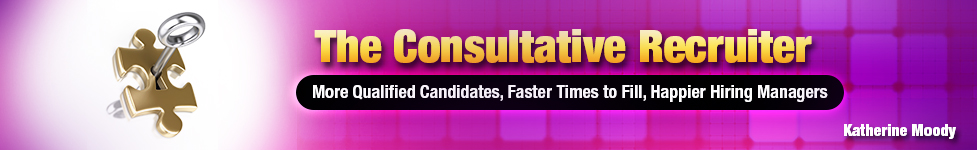 The Consultative Recruiter
More Qualified Candidates, Faster Times to Fill, Happier Hiring Managers
Katherine Moody